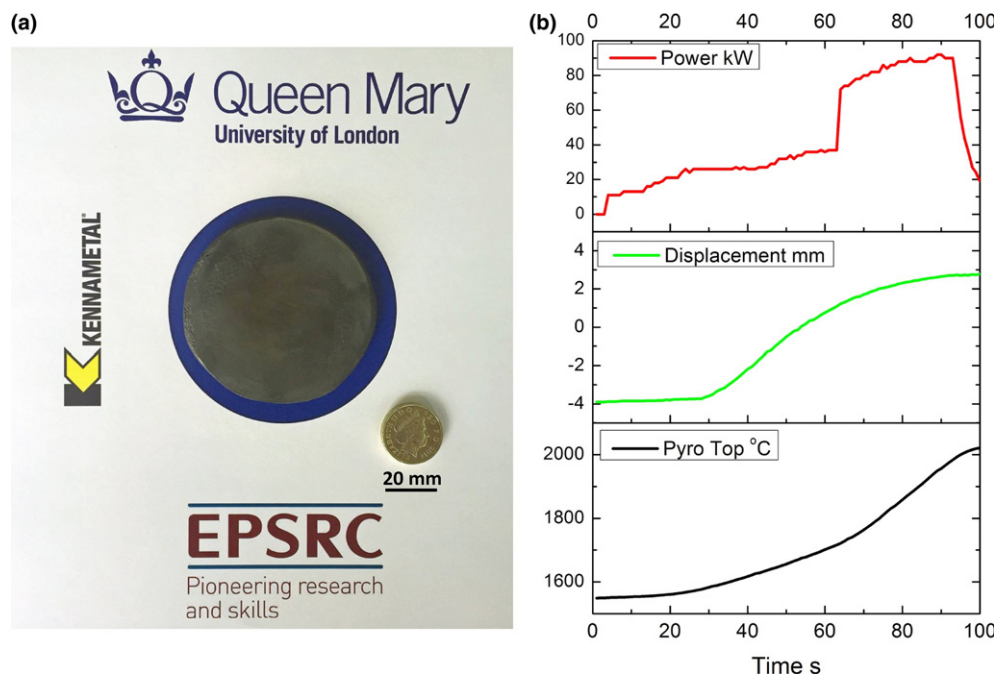 (a)
Queen Mary
University of London
KENNAMETAL
20 mm
EPSRC
Pioneering research
and skills
(b)
0 20 40 60 80 100
Power kW
100
80
60
40
20
0
Displacement mm
4
2
0
-2
-4
Pyro Top °C
2000
1800
1600
0 20 40 60 80 100
Time s